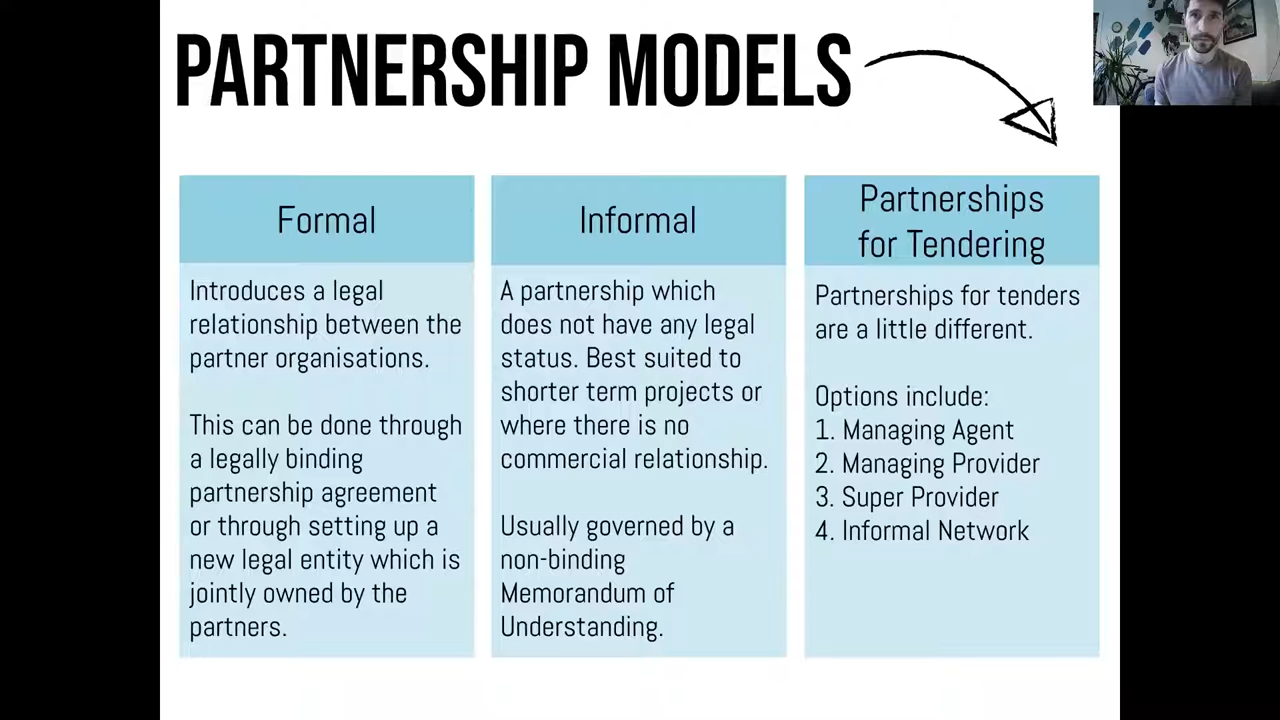 PARTNERSHIP MODELS
Formal
Introduces a legal
relationship between the
partner organisations.
This can be done through
a legally binding
partnership agreement
or through setting up a
new legal entity which is
jointly owned by the
partners.
Informal
A partnership which
does not have any legal
status. Best suited to
shorter term projects or
where there is no
commercial relationship.
Usually governed by a
non-binding
Memorandum of
Understanding.
Partnerships
for Tendering
Partnerships for tenders
are a little different.
Options include:
1. Managing Agent
2. Managing Provider
3. Super Provider
4. Informal Network